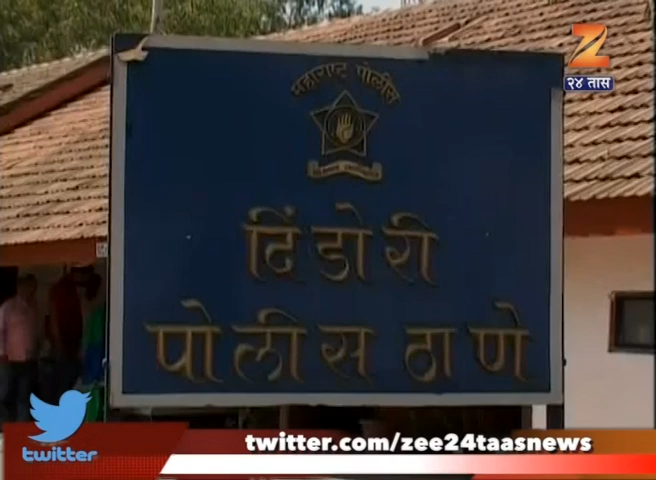 २४ तास
महाराष्ट्र पोलीस
दिंडोरी
पोलीस ठाणे
twitter
twitter.com/zee24taasnews